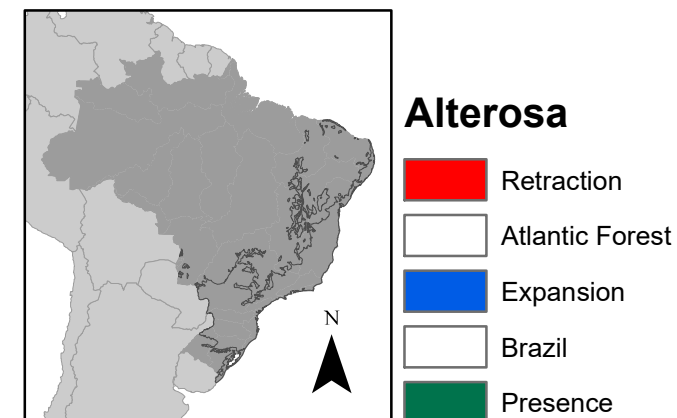 Alterosa
Retraction
Atlantic Forest
Expansion
Brazil
Presence
N